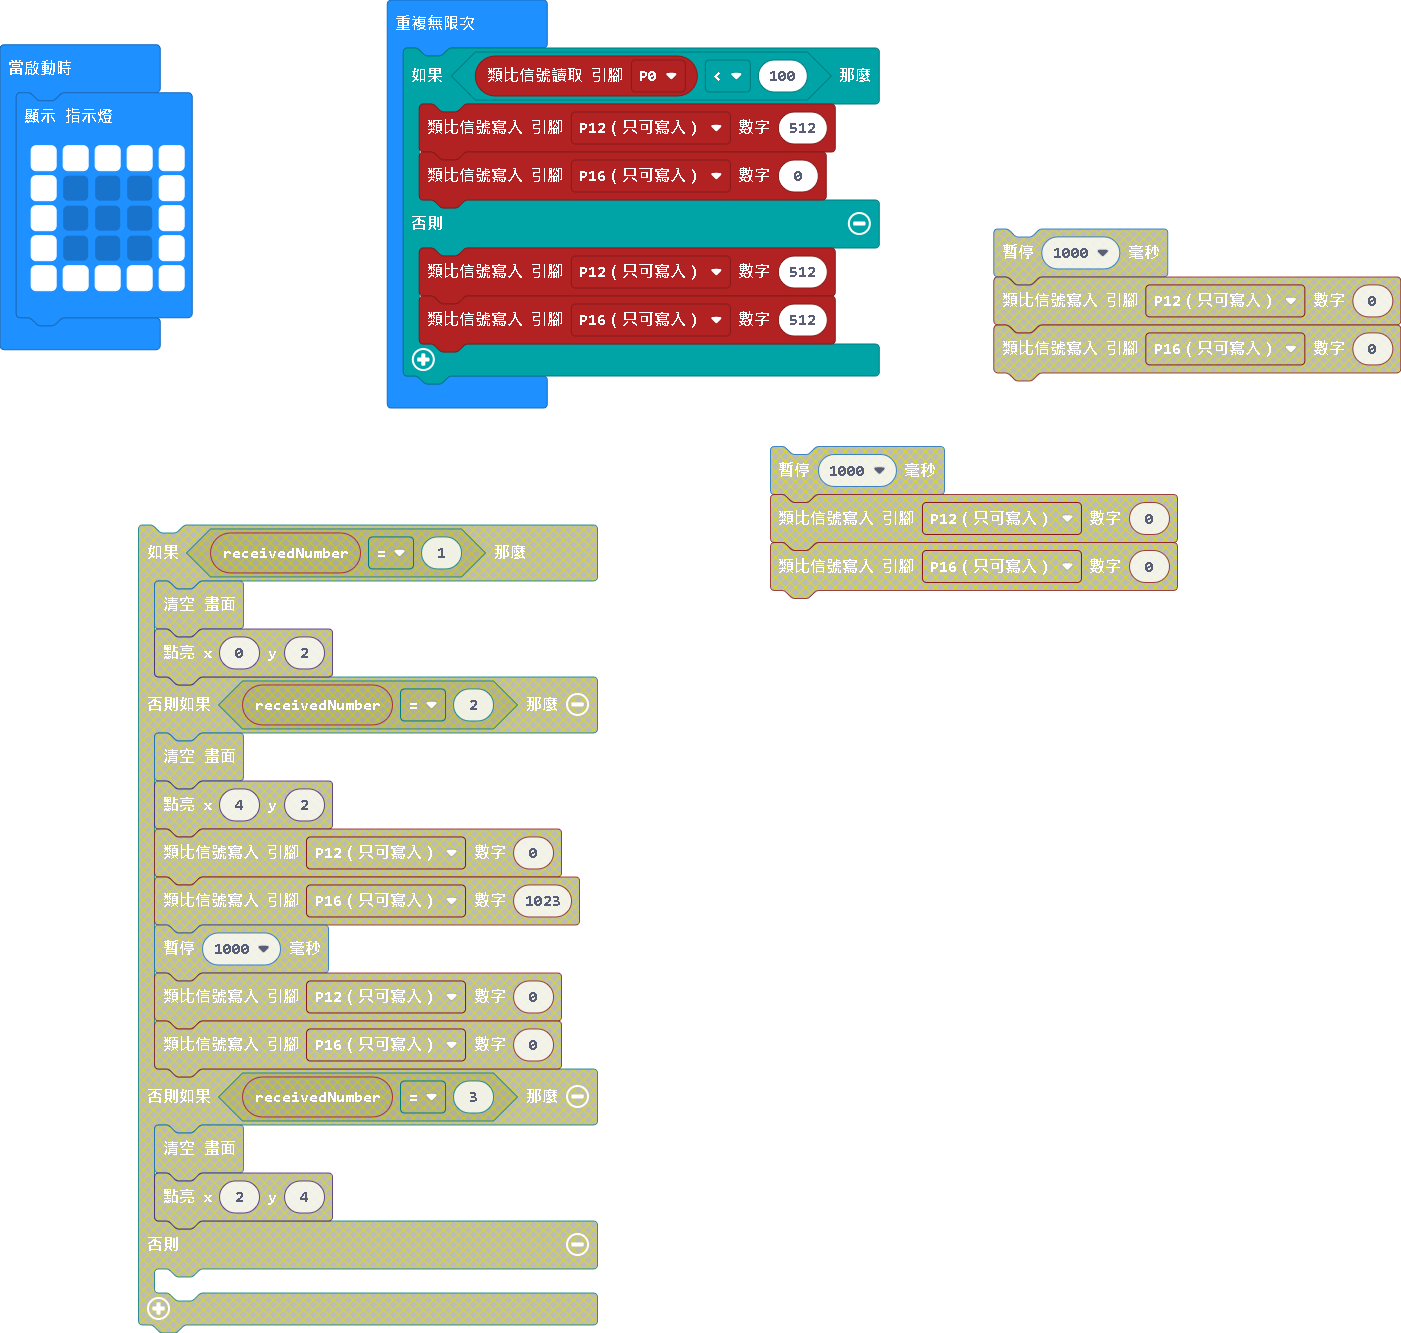 當啟動時
顯示 指示燈
重複無限次
如果 類比信號讀取 引腳 P0 < 100 那麼
類比信號寫入 引腳 P12(只可寫入) 數字 512
類比信號寫入 引腳 P16(只可寫入) 數字 0
否則
類比信號寫入 引腳 P12(只可寫入) 數字 512
類比信號寫入 引腳 P16(只可寫入) 數字 512
暫停 1000 毫秒
類比信號寫入 引腳 P12(只可寫入) 數字 0
類比信號寫入 引腳 P16(只可寫入) 數字 0
暫停 1000 毫秒
類比信號寫入 引腳 P12(只可寫入) 數字 0
類比信號寫入 引腳 P16(只可寫入) 數字 0
如果 receivedNumber = 1 那麼
清空 畫面
點亮 x 0 y 2
否則如果 receivedNumber = 2 那麼
清空 畫面
點亮 x 4 y 2
類比信號寫入 引腳 P12(只可寫入) 數字 0
類比信號寫入 引腳 P16(只可寫入) 數字 1023
暫停 1000 毫秒
類比信號寫入 引腳 P12(只可寫入) 數字 0
類比信號寫入 引腳 P16(只可寫入) 數字 0
否則如果 receivedNumber = 3 那麼
清空 畫面
點亮 x 2 y 4
否則